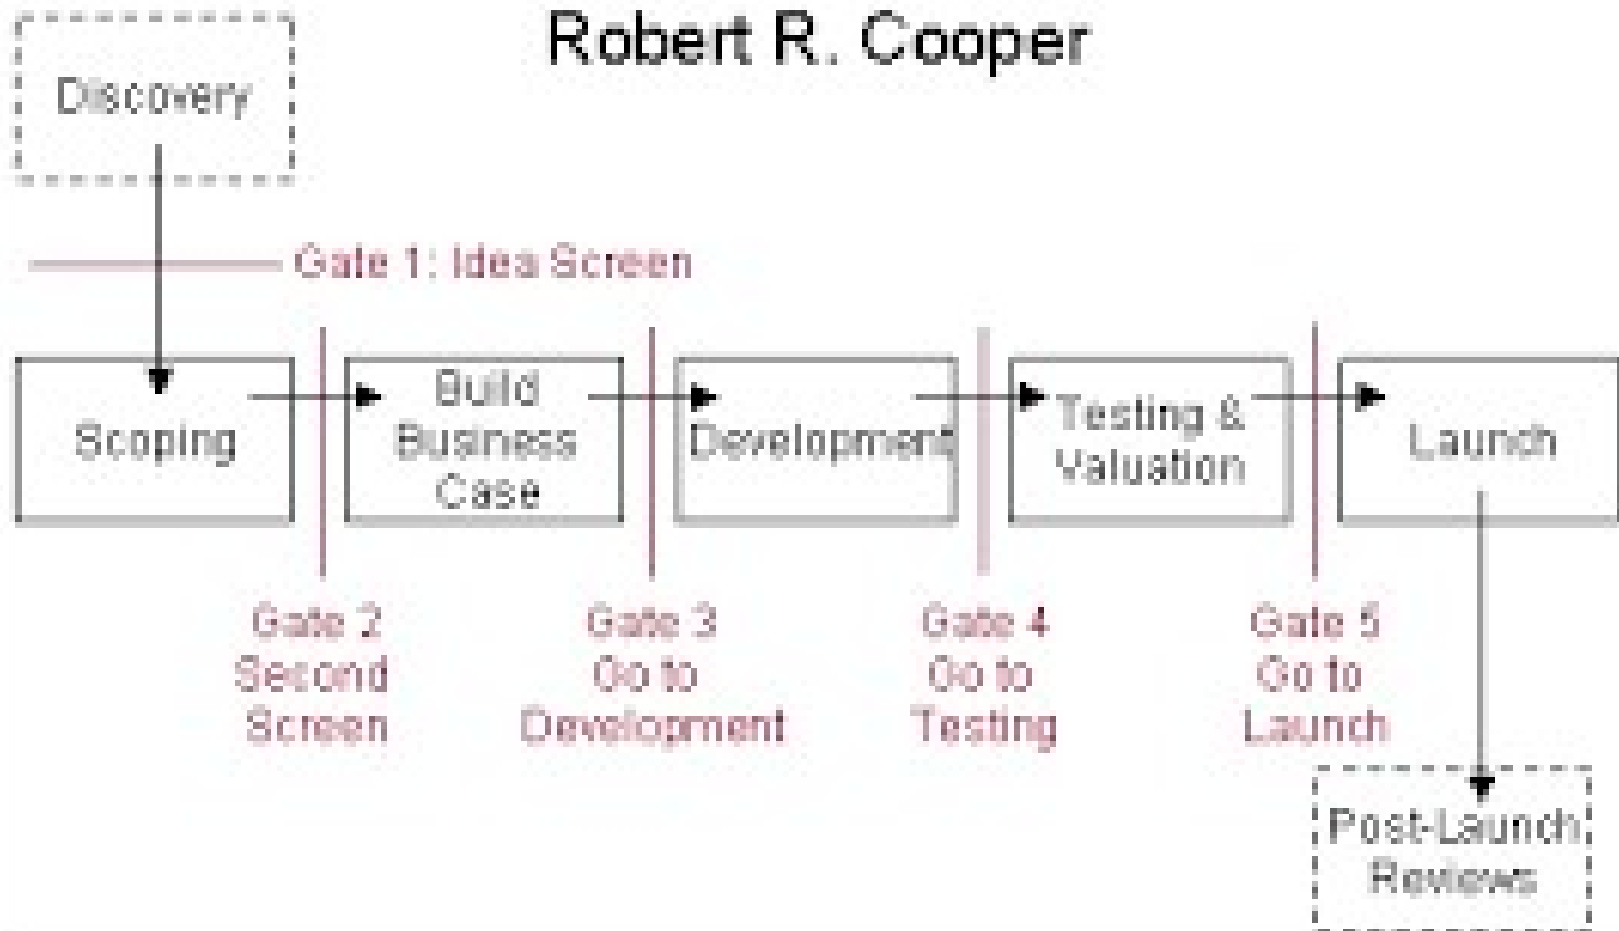 Robert R. Cooper
Discovery
Gate 1: Idea Screen
Scoping
Build
Business
Case
Development
Testing &
Valuation
Launch
Gate 2
Second
Screen
Gate 3
Go to
Development
Gate 4
Go to
Testing
Gate 5
Go to
Launch
Post-Launch
Reviews